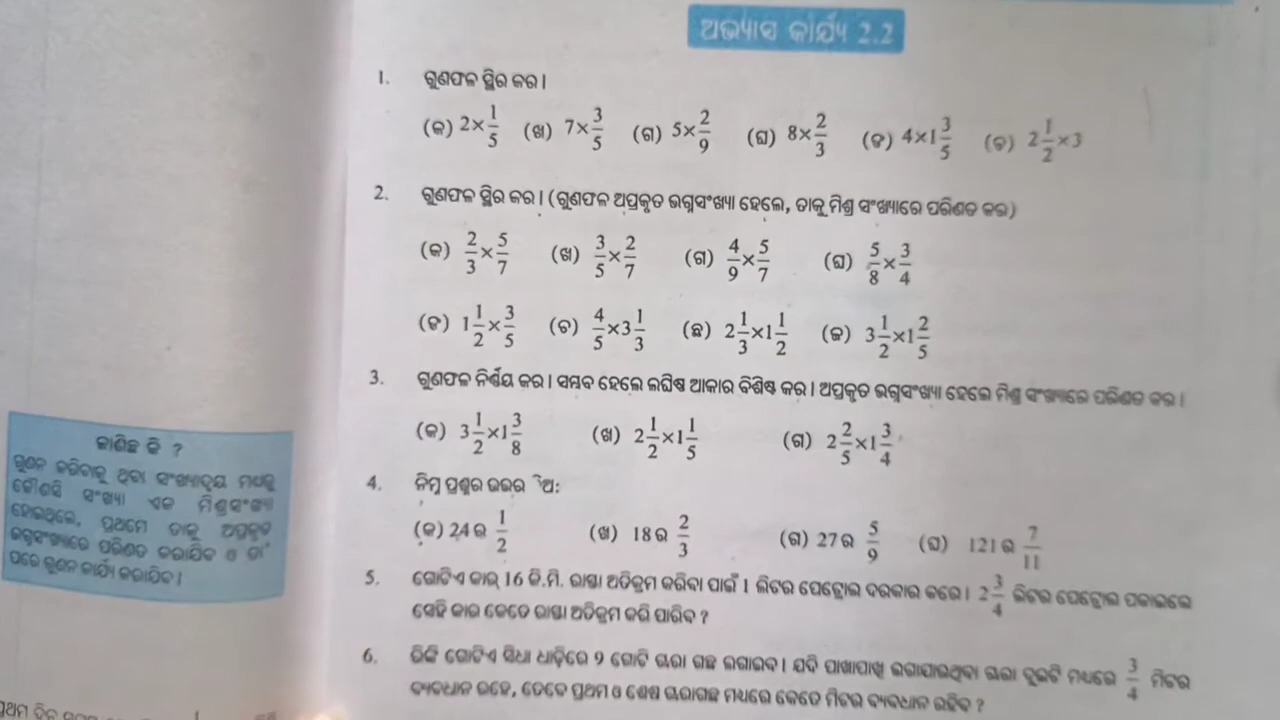 ଅଭ୍ୟାସ କାର୍ଯ୍ୟ 2.2
1. ଗୁଣଫଳ ସ୍ଥିର କର ।
(କ) 2×1/5 (ଖ) 7×3/5 (ଗ) 5×2/9 (ଘ) 8×2/3 (ଙ) 4×1 3/5 (ଚ) 2 1/2×3
2. ଗୁଣଫଳ ସ୍ଥିର କର । (ଗୁଣଫଳ ଅପ୍ରକୃତ ଭଗ୍ନସଂଖ୍ୟା ହେଲେ, ତାକୁ ମିଶ୍ର ସଂଖ୍ୟାରେ ପରିଣତ କର)
(କ) 2/3×5/7 (ଖ) 3/5×2/7 (ଗ) 4/9×5/7 (ଘ) 5/8×3/4
(ଙ) 1 1/2×3/5 (ଚ) 4/5×3 1/3 (ଛ) 2 1/3×1 1/2 (ଜ) 3 1/2×1 2/5
3. ଗୁଣଫଳ ନିର୍ଣ୍ଣୟ କର । ସମ୍ଭବ ହେଲେ ଲଘିଷ୍ଠ ଆକାର ବିଶିଷ୍ଟ କର । ଅପ୍ରକୃତ ଭଗ୍ନସଂଖ୍ୟା ହେଲେ ମିଶ୍ର ସଂଖ୍ୟାରେ ପରିଣତ କର ।
(କ) 3 1/2×1 3/8 (ଖ) 2 1/2×1 1/5 (ଗ) 2 2/5×1 3/4
4. ନିମ୍ନ ପ୍ରଶ୍ନର ଉତ୍ତର ିଅ:
(କ) 24 ର 1/2 (ଖ) 18 ର 2/3 (ଗ) 27 ର 5/9 (ଘ) 121 ର 7/11
5. ଗୋଟିଏ କାର୍ 16 କି.ମି. ରାସ୍ତା ଅତିକ୍ରମ କରିବା ପାଇଁ 1 ଲିଟର ପେଟ୍ରୋଲ ଦରକାର କରେ । 2 3/4 ଲିଟର ପେଟ୍ରୋଲ ପକାଇଲେ
ସେହି କାର କେତେ ରାସ୍ତା ଅତିକ୍ରମ କରି ପାରିବ ?
6. ରିଙ୍କି ଗୋଟିଏ ସିଧା ଧାଡ଼ିରେ 9 ଗୋଟି ଚାରା ଗଛ ଲଗାଇବ । ଯଦି ପାଖାପାଖି ଲଗାଯାଉଥିବା ଚାରା ଦୁଇଟି ମଧ୍ୟରେ 3/4 ମିଟର
ବ୍ୟବଧାନ ରହେ, ତେବେ ପ୍ରଥମ ଓ ଶେଷ ଚାରାଗଛ ମଧ୍ୟରେ କେତେ ମିଟର ବ୍ୟବଧାନ ରହିବ ?
ଜାଣିଛ କି ?
ଗୁଣନ କରିବାକୁ ଥିବା ସଂଖ୍ୟାଦ୍ୱୟ ମଧ୍ୟରୁ
କୌଣସି ସଂଖ୍ୟା ଏକ ମିଶ୍ରସଂଖ୍ୟା
ହୋଇଥିଲେ, ପ୍ରଥମେ ତାକୁ ଅପ୍ରକୃତ
ଭଗ୍ନସଂଖ୍ୟାରେ ପରିଣତ କରାଯିବ ଓ ତା'
ପରେ ଗୁଣନ କାର୍ଯ୍ୟ କରାଯିବ ।